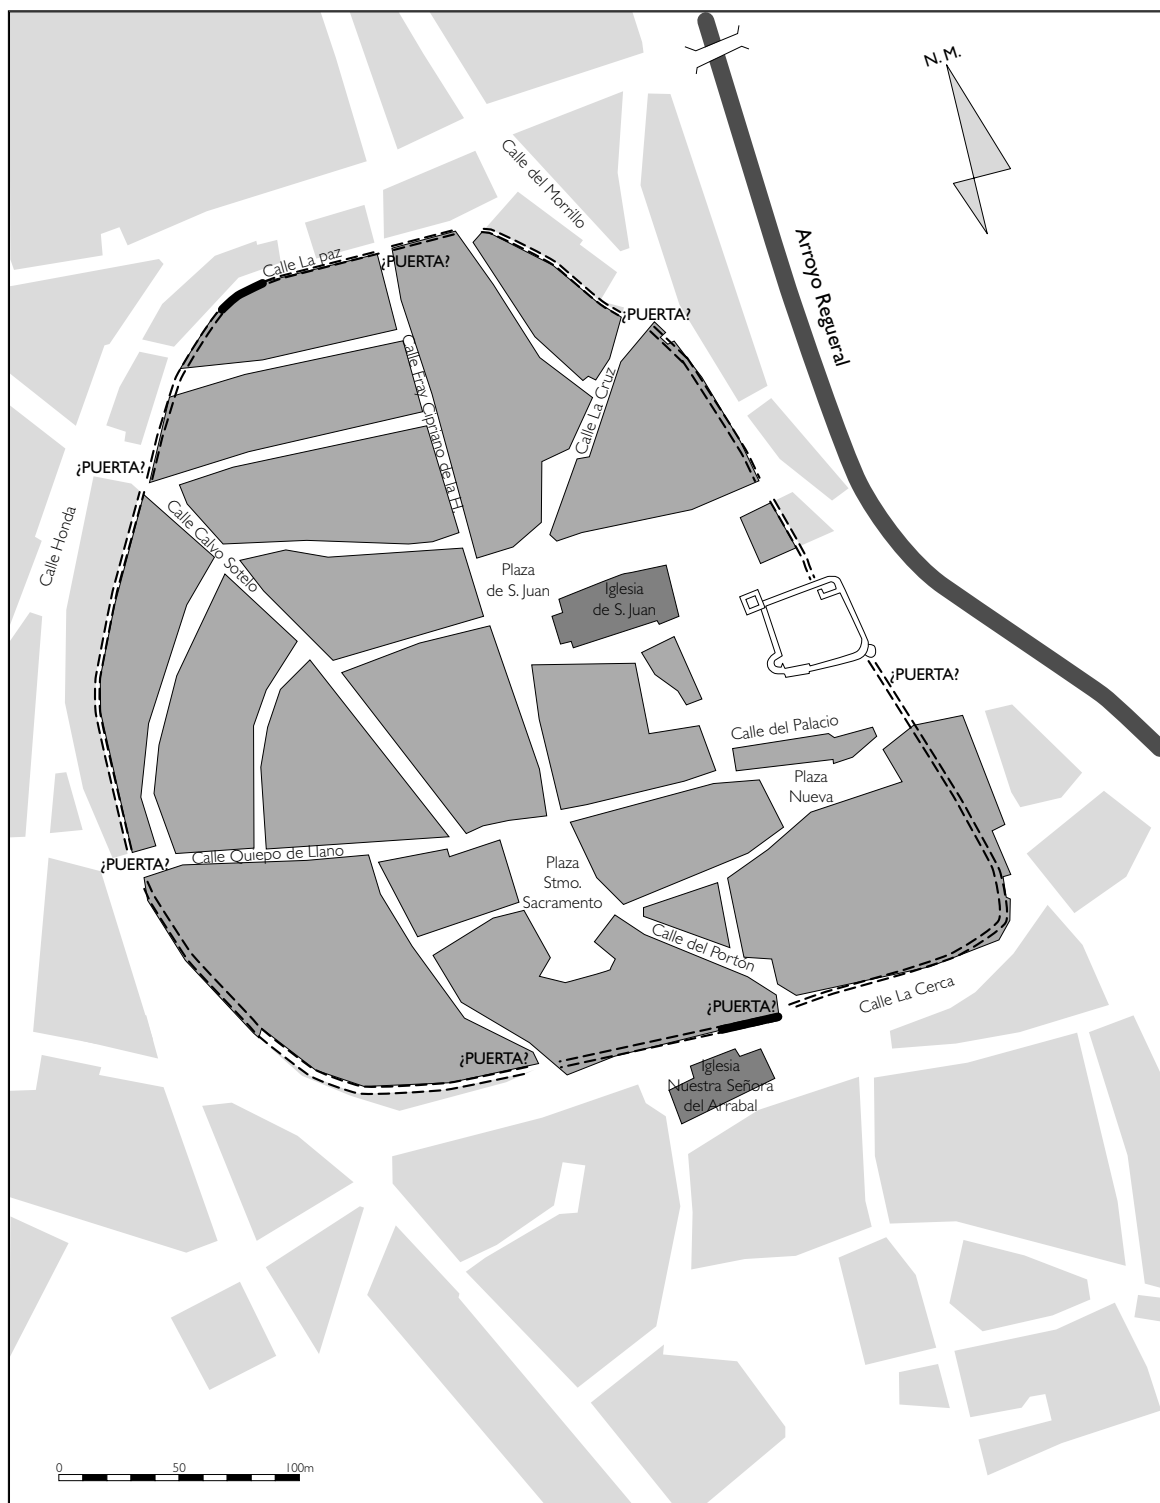 N. M.
Calle del Morrillo
Arroyo Regueral
Calle La paz
¿PUERTA?
¿PUERTA?
Calle Fray Cipriano de la H.
Calle La Cruz
¿PUERTA?
Calle Honda
Calle Calvo Sotelo
Plaza
de S. Juan
Iglesia
de S. Juan
¿PUERTA?
Calle del Palacio
Plaza
Nueva
¿PUERTA?
Calle Quiepo de Llano
Plaza
Stmo.
Sacramento
Calle del Portón
Calle La Cerca
¿PUERTA?
¿PUERTA?
Iglesia
Nuestra Señora
del Arrabal
0 50 100m